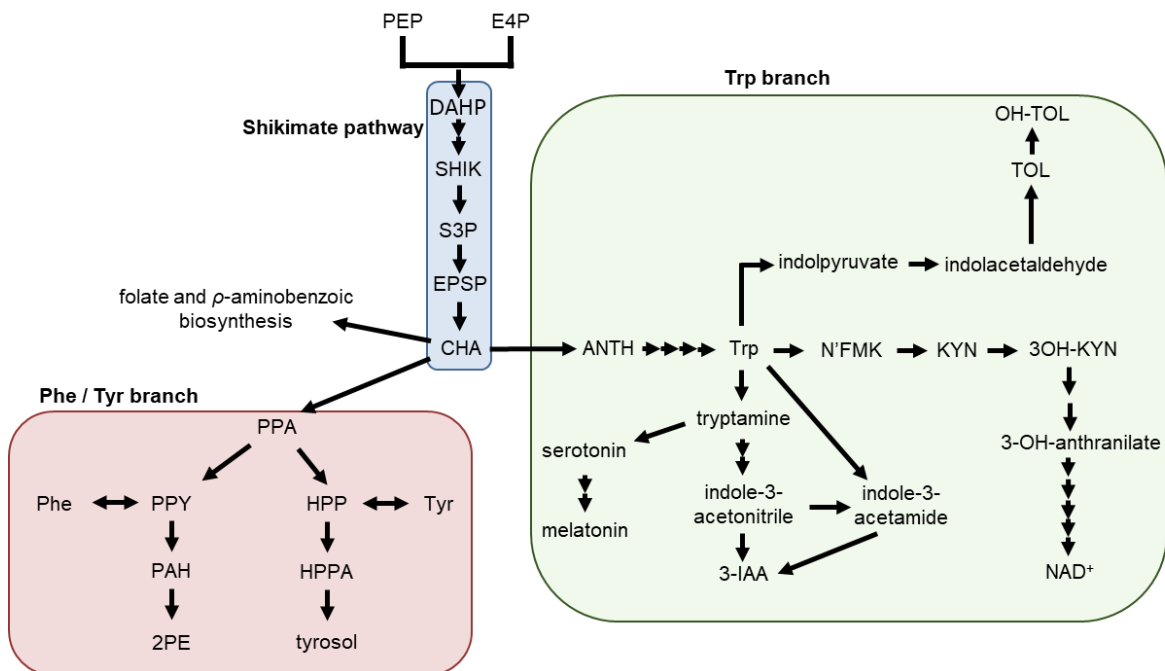 PEP
E4P
Trp branch
Shikimate pathway
DAHP
SHIK
S3P
EPSP
CHA
folate and ρ-aminobenzoic
biosynthesis
OH-TOL
TOL
indolpyruvate
indolacetaldehyde
ANTH
Trp
N'FMK
KYN
3OH-KYN
tryptamine
serotonin
melatonin
indole-3-
acetonitrile
indole-3-
acetamide
3-IAA
3-OH-anthranilate
NAD⁺
Phe / Tyr branch
PPA
Phe
PPY
HPP
Tyr
PAH
HPPA
2PE
tyrosol